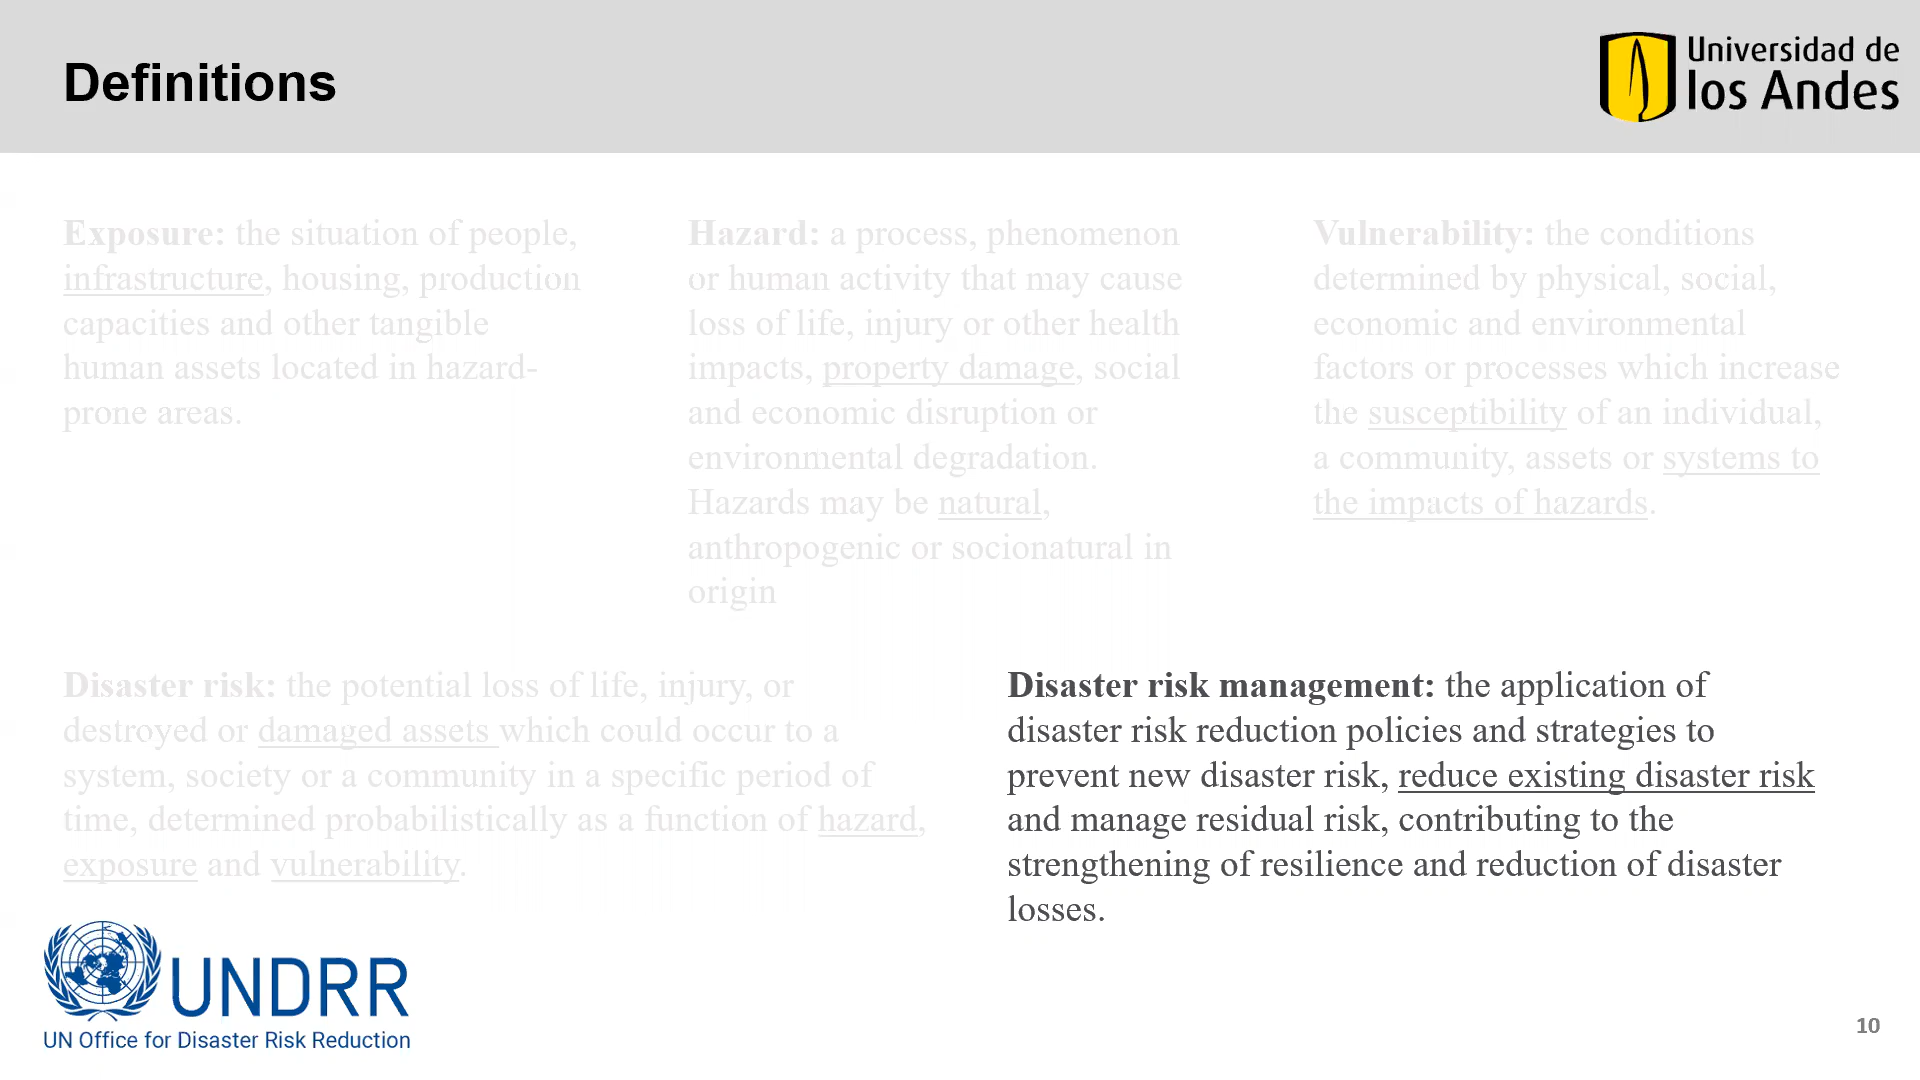 Definitions
Universidad de
los Andes
Exposure: the situation of people,
infrastructure, housing, production
capacities and other tangible
human assets located in hazard-
prone areas.
Hazard: a process, phenomenon
or human activity that may cause
loss of life, injury or other health
impacts, property damage, social
and economic disruption or
environmental degradation.
Hazards may be natural,
anthropogenic or socionatural in
origin
Vulnerability: the conditions
determined by physical, social,
economic and environmental
factors or processes which increase
the susceptibility of an individual,
a community, assets or systems to
the impacts of hazards.
Disaster risk: the potential loss of life, injury, or
destroyed or damaged assets which could occur to a
system, society or a community in a specific period of
time, determined probabilistically as a function of hazard,
exposure and vulnerability.
Disaster risk management: the application of
disaster risk reduction policies and strategies to
prevent new disaster risk, reduce existing disaster risk
and manage residual risk, contributing to the
strengthening of resilience and reduction of disaster
losses.
UNDRR
UN Office for Disaster Risk Reduction
10